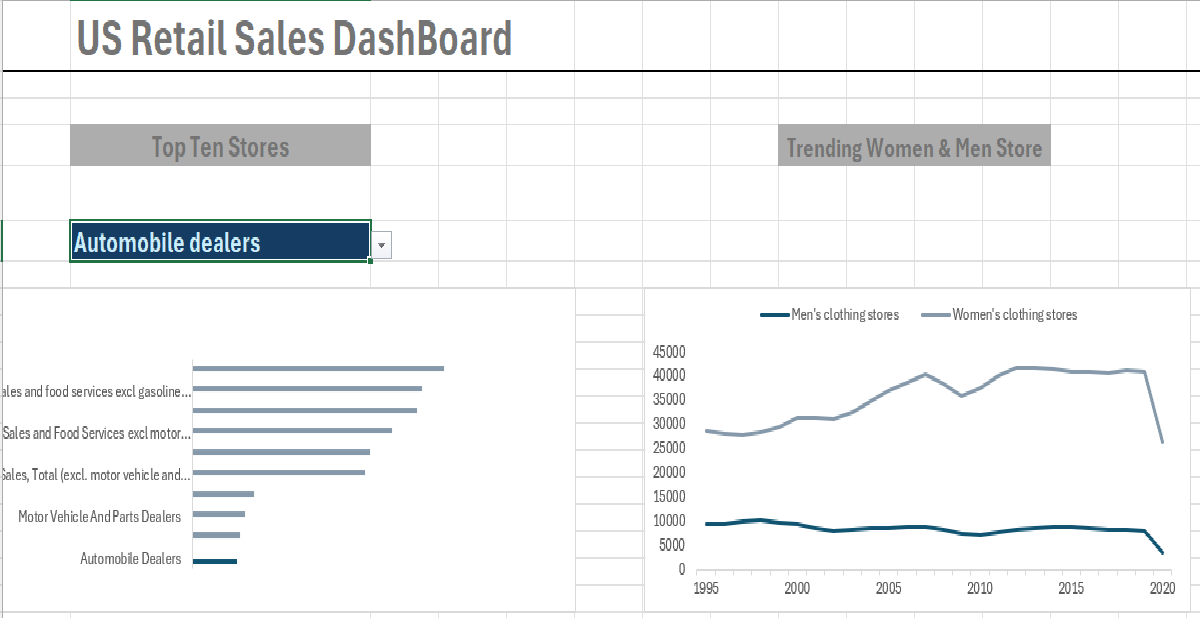 US Retail Sales DashBoard
Top Ten Stores
Trending Women & Men Store
Automobile dealers
ales and food services excl gasoline...
Sales and Food Services excl motor...
Sales, Total (excl. motor vehicle and...
Motor Vehicle And Parts Dealers
Automobile Dealers
Men's clothing stores
Women's clothing stores
45000
40000
35000
30000
25000
20000
15000
10000
5000
0
1995 2000 2005 2010 2015 2020